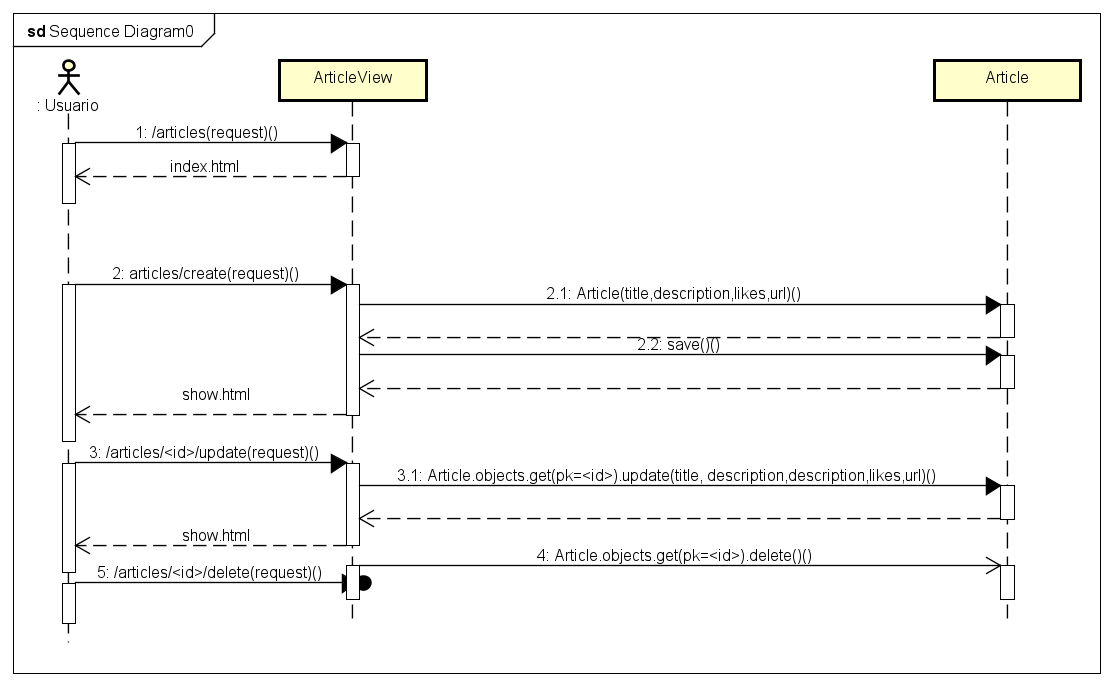 sd Sequence Diagram0
: Usuario
ArticleView
Article
1: /articles(request)()
index.html
2: articles/create(request)()
2.1: Article(title,description,likes,url)()
2.2: save()()
show.html
3: /articles/<id>/update(request)()
3.1: Article.objects.get(pk=<id>).update(title, description,description,likes,url)()
show.html
4: Article.objects.get(pk=<id>).delete()()
5: /articles/<id>/delete(request)()